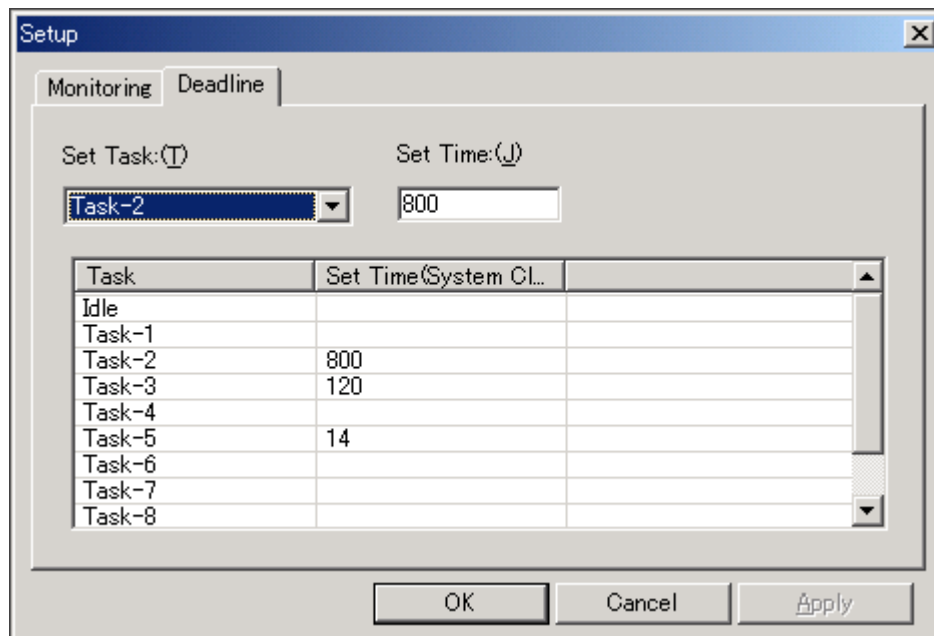 Setup
Monitoring Deadline
Set Task:(T) Set Time:(J)
Task-2 800
Task Set Time(System Cl...
Idle
Task-1
Task-2 800
Task-3 120
Task-4
Task-5 14
Task-6
Task-7
Task-8
OK Cancel Apply